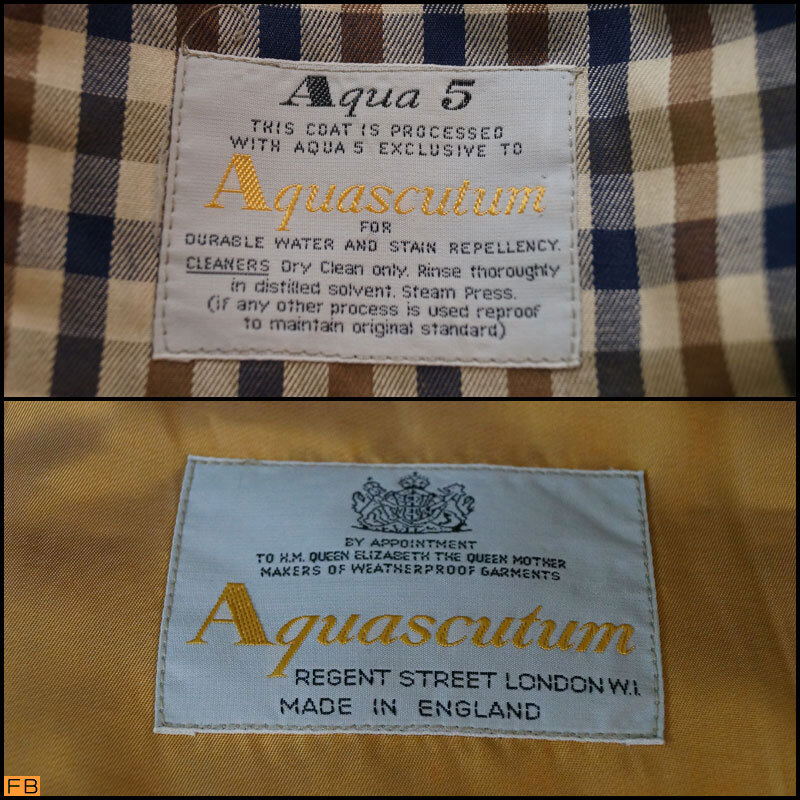 Aqua 5
THIS COAT IS PROCESSED
WITH AQUA 5 EXCLUSIVE TO
Aquascutum
FOR
DURABLE WATER AND STAIN REPELLENCY.
CLEANERS Dry Clean only. Rinse thoroughly
in distilled solvent. Steam Press.
(if any other process is used reproof
to maintain original standard)
BY APPOINTMENT
TO H.M. QUEEN ELIZABETH THE QUEEN MOTHER
MAKERS OF WEATHERPROOF GARMENTS
Aquascutum
REGENT STREET LONDON W.1.
MADE IN ENGLAND
FB